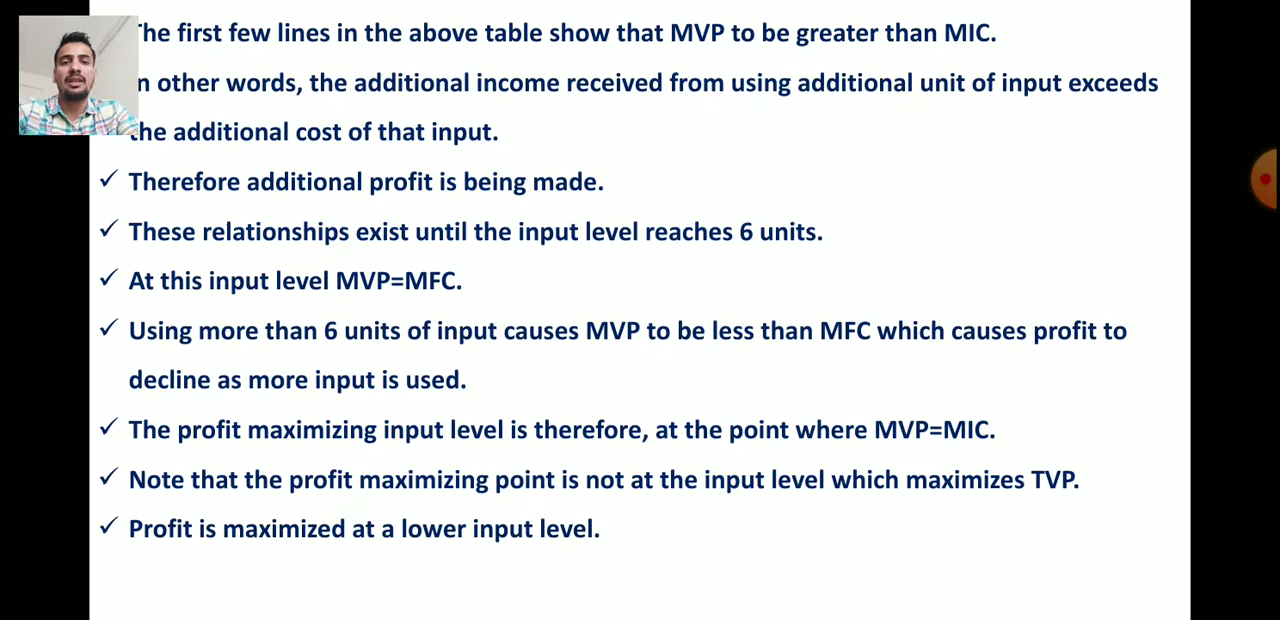 The first few lines in the above table show that MVP to be greater than MIC.
n other words, the additional income received from using additional unit of input exceeds
the additional cost of that input.
✓ Therefore additional profit is being made.
✓ These relationships exist until the input level reaches 6 units.
✓ At this input level MVP=MFC.
✓ Using more than 6 units of input causes MVP to be less than MFC which causes profit to
decline as more input is used.
✓ The profit maximizing input level is therefore, at the point where MVP=MIC.
✓ Note that the profit maximizing point is not at the input level which maximizes TVP.
✓ Profit is maximized at a lower input level.